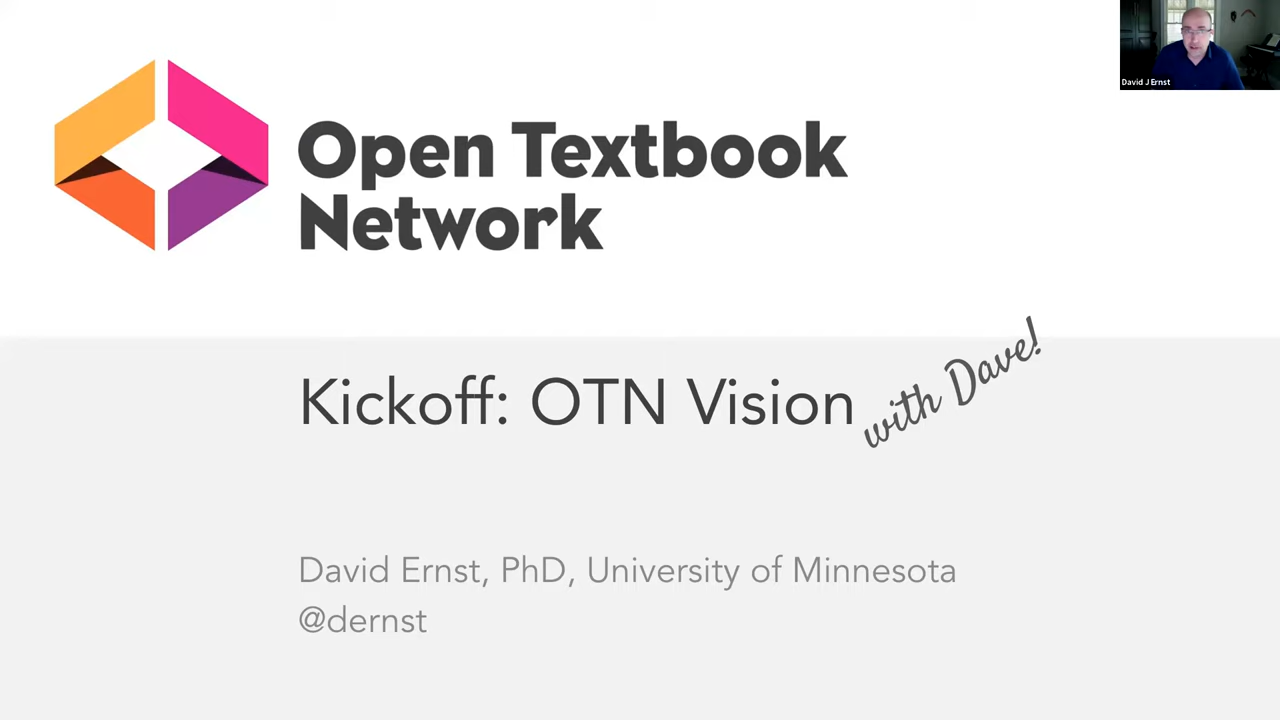 David J Ernst
Open Textbook
Network
Kickoff: OTN Vision
with Dave!
David Ernst, PhD, University of Minnesota
@dernst